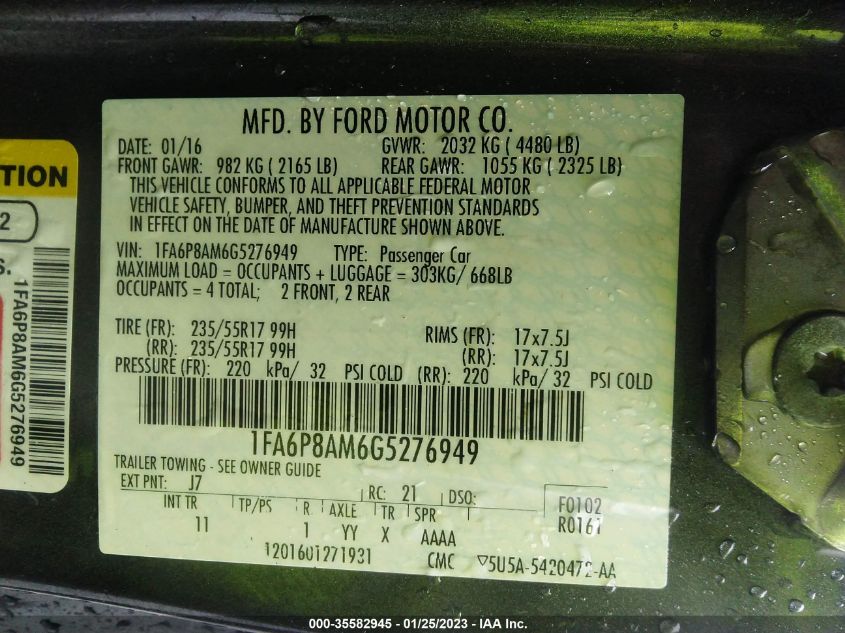 TION
2
S.
1FA6P8AM6G5276949
MFD. BY FORD MOTOR CO.
DATE: 01/16 GVWR: 2032 KG ( 4480 LB)
FRONT GAWR: 982 KG ( 2165 LB) REAR GAWR: 1055 KG ( 2325 LB)
THIS VEHICLE CONFORMS TO ALL APPLICABLE FEDERAL MOTOR
VEHICLE SAFETY, BUMPER, AND THEFT PREVENTION STANDARDS
IN EFFECT ON THE DATE OF MANUFACTURE SHOWN ABOVE.
VIN: 1FA6P8AM6G5276949 TYPE: Passenger Car
MAXIMUM LOAD = OCCUPANTS + LUGGAGE = 303KG/ 668LB
OCCUPANTS = 4 TOTAL; 2 FRONT, 2 REAR
TIRE (FR): 235/55R17 99H RIMS (FR): 17x7.5J
(RR): 235/55R17 99H (RR): 17x7.5J
PRESSURE (FR): 220 kPa/ 32 PSI COLD (RR): 220 kPa/ 32 PSI COLD
1FA6P8AM6G5276949
TRAILER TOWING - SEE OWNER GUIDE
EXT PNT: J7 RC: 21 DSO: F0102
INT TR TP/PS R AXLE TR SPR R0161
11 1 YY X AAAA
1201601271931 CMC ▽5U5A-5420472-AA
000-35582945 - 01/25/2023 - IAA Inc.